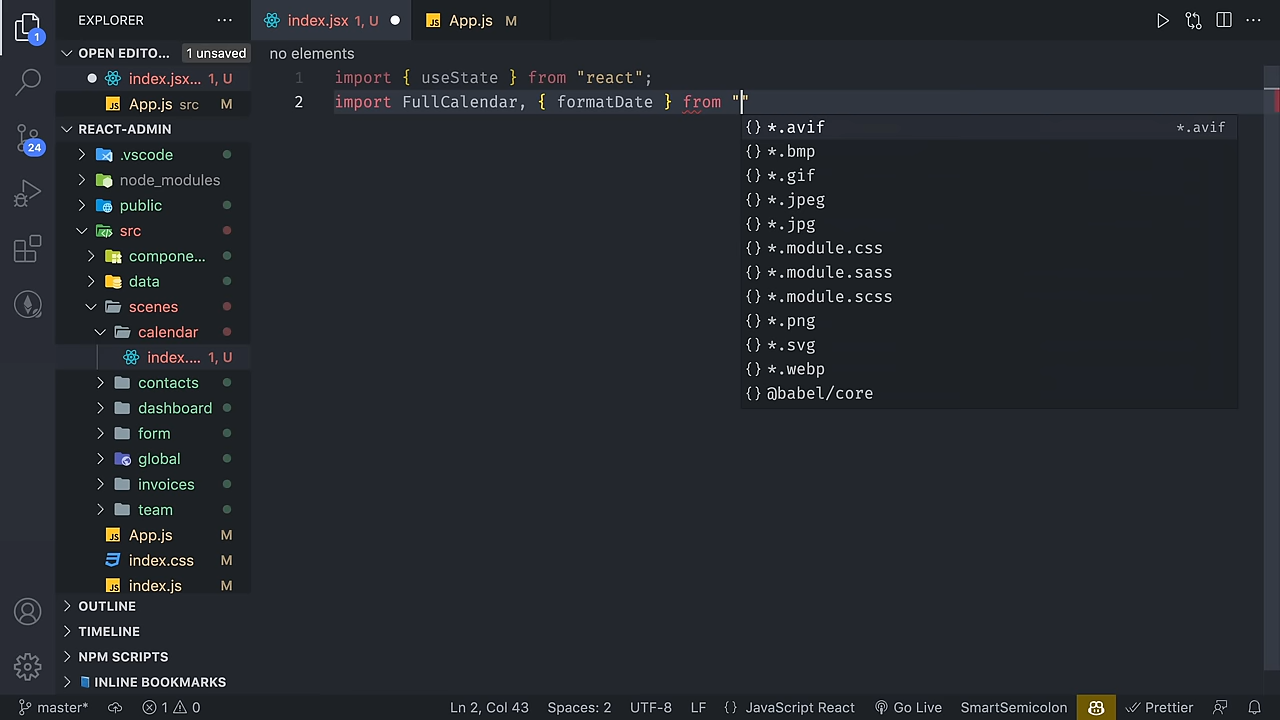 EXPLORER
index.jsx 1, U
App.js M
OPEN EDITO... 1 unsaved
no elements
index.jsx... 1, U
1 import { useState } from "react";
App.js src M
2 import FullCalendar, { formatDate } from ""
REACT-ADMIN
{} *.avif *.avif
.vscode
{} *.bmp
node_modules
{} *.gif
public
{} *.jpeg
src
{} *.jpg
compone...
{} *.module.css
data
{} *.module.sass
scenes
{} *.module.scss
calendar
{} *.png
index.... 1, U
{} *.svg
contacts
{} *.webp
dashboard
{} @babel/core
form
global
invoices
team
App.js M
index.css M
index.js M
OUTLINE
TIMELINE
NPM SCRIPTS
INLINE BOOKMARKS
1
24
master* 1 0 Ln 2, Col 43 Spaces: 2 UTF-8 LF {} JavaScript React Go Live SmartSemicolon Prettier